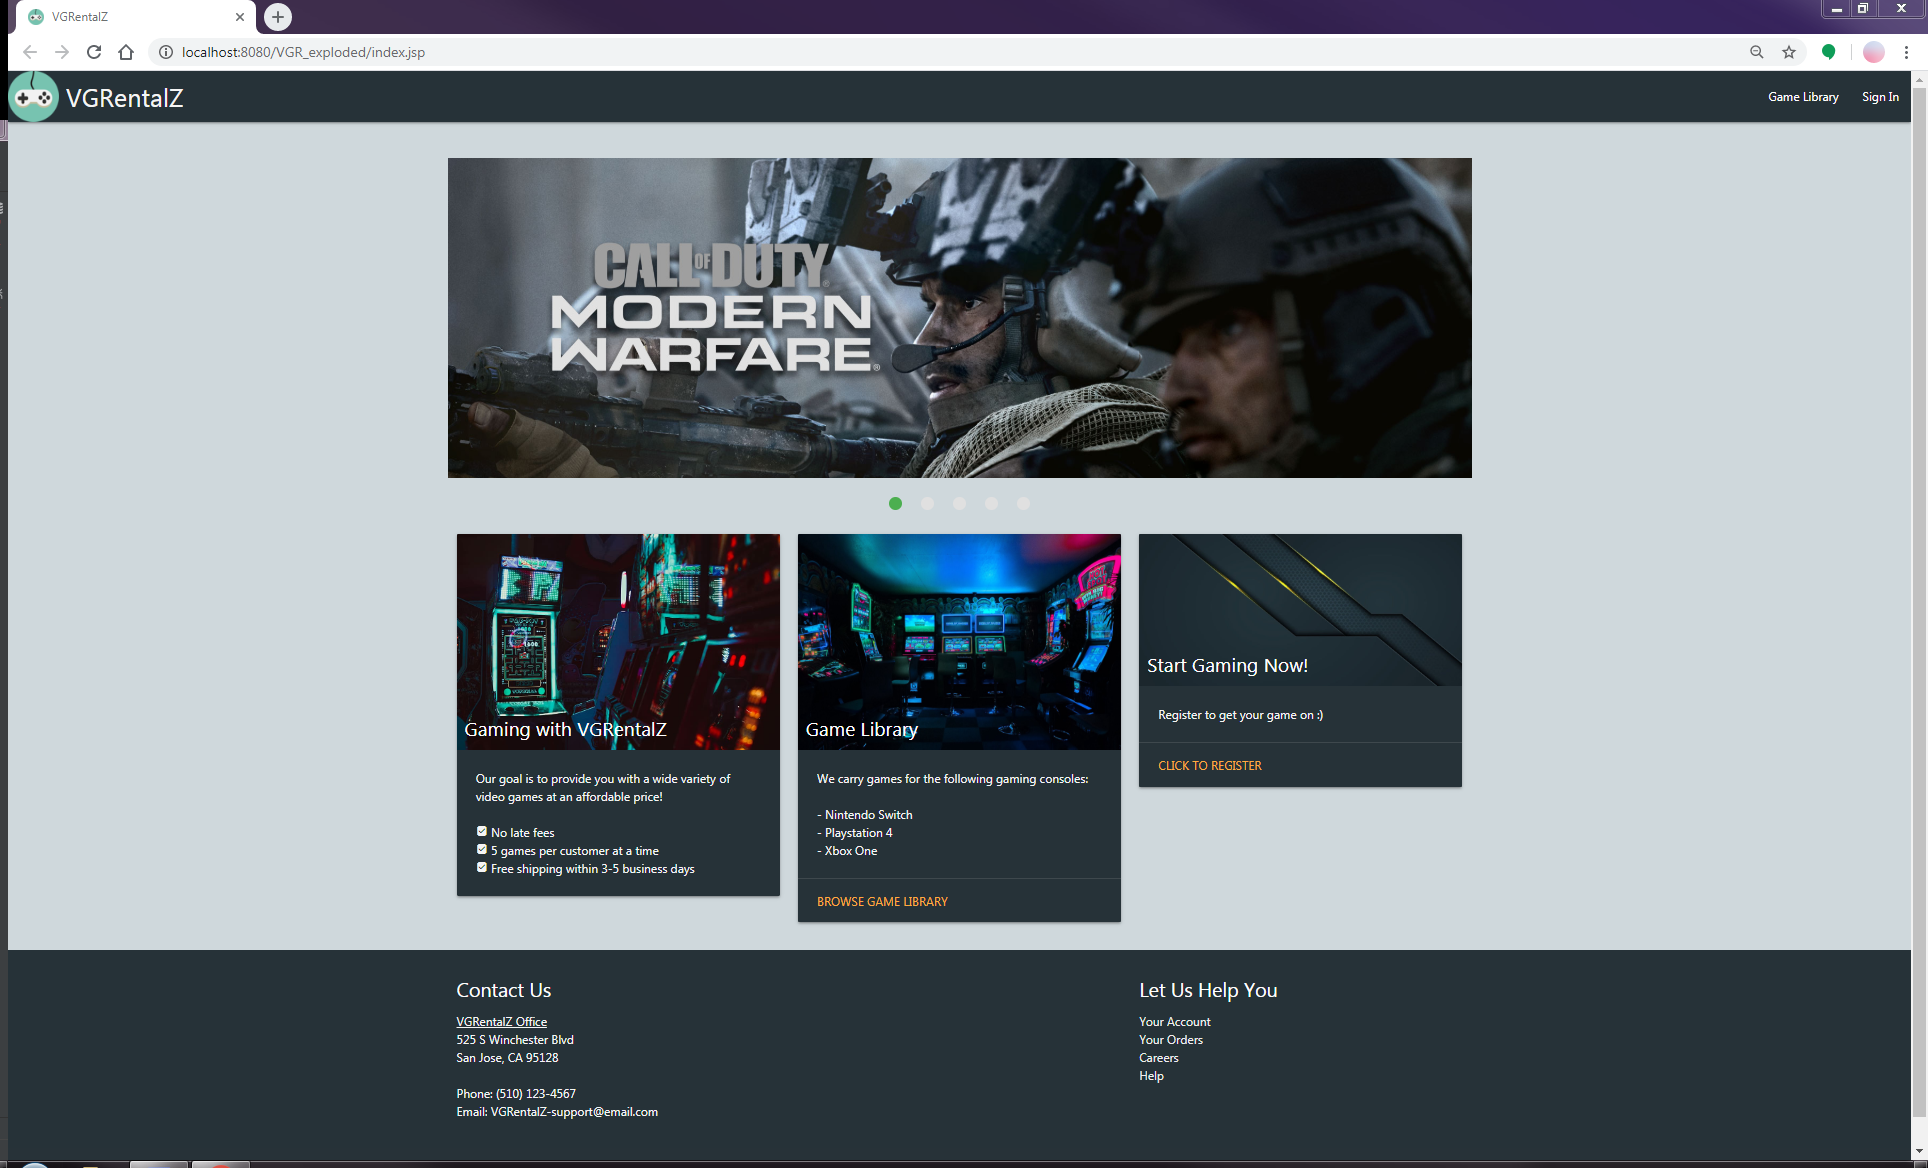 VGRentalZ
localhost:8080/VGR_exploded/index.jsp
VGRentalZ
Game Library
Sign In
CALL OF DUTY®
MODERN
WARFARE®
Gaming with VGRentalZ
Our goal is to provide you with a wide variety of
video games at an affordable price!
No late fees
5 games per customer at a time
Free shipping within 3-5 business days
Game Library
We carry games for the following gaming consoles:
- Nintendo Switch
- Playstation 4
- Xbox One
BROWSE GAME LIBRARY
Start Gaming Now!
Register to get your game on :)
CLICK TO REGISTER
Contact Us
VGRentalZ Office
525 S Winchester Blvd
San Jose, CA 95128
Phone: (510) 123-4567
Email: VGRentalZ-support@email.com
Let Us Help You
Your Account
Your Orders
Careers
Help